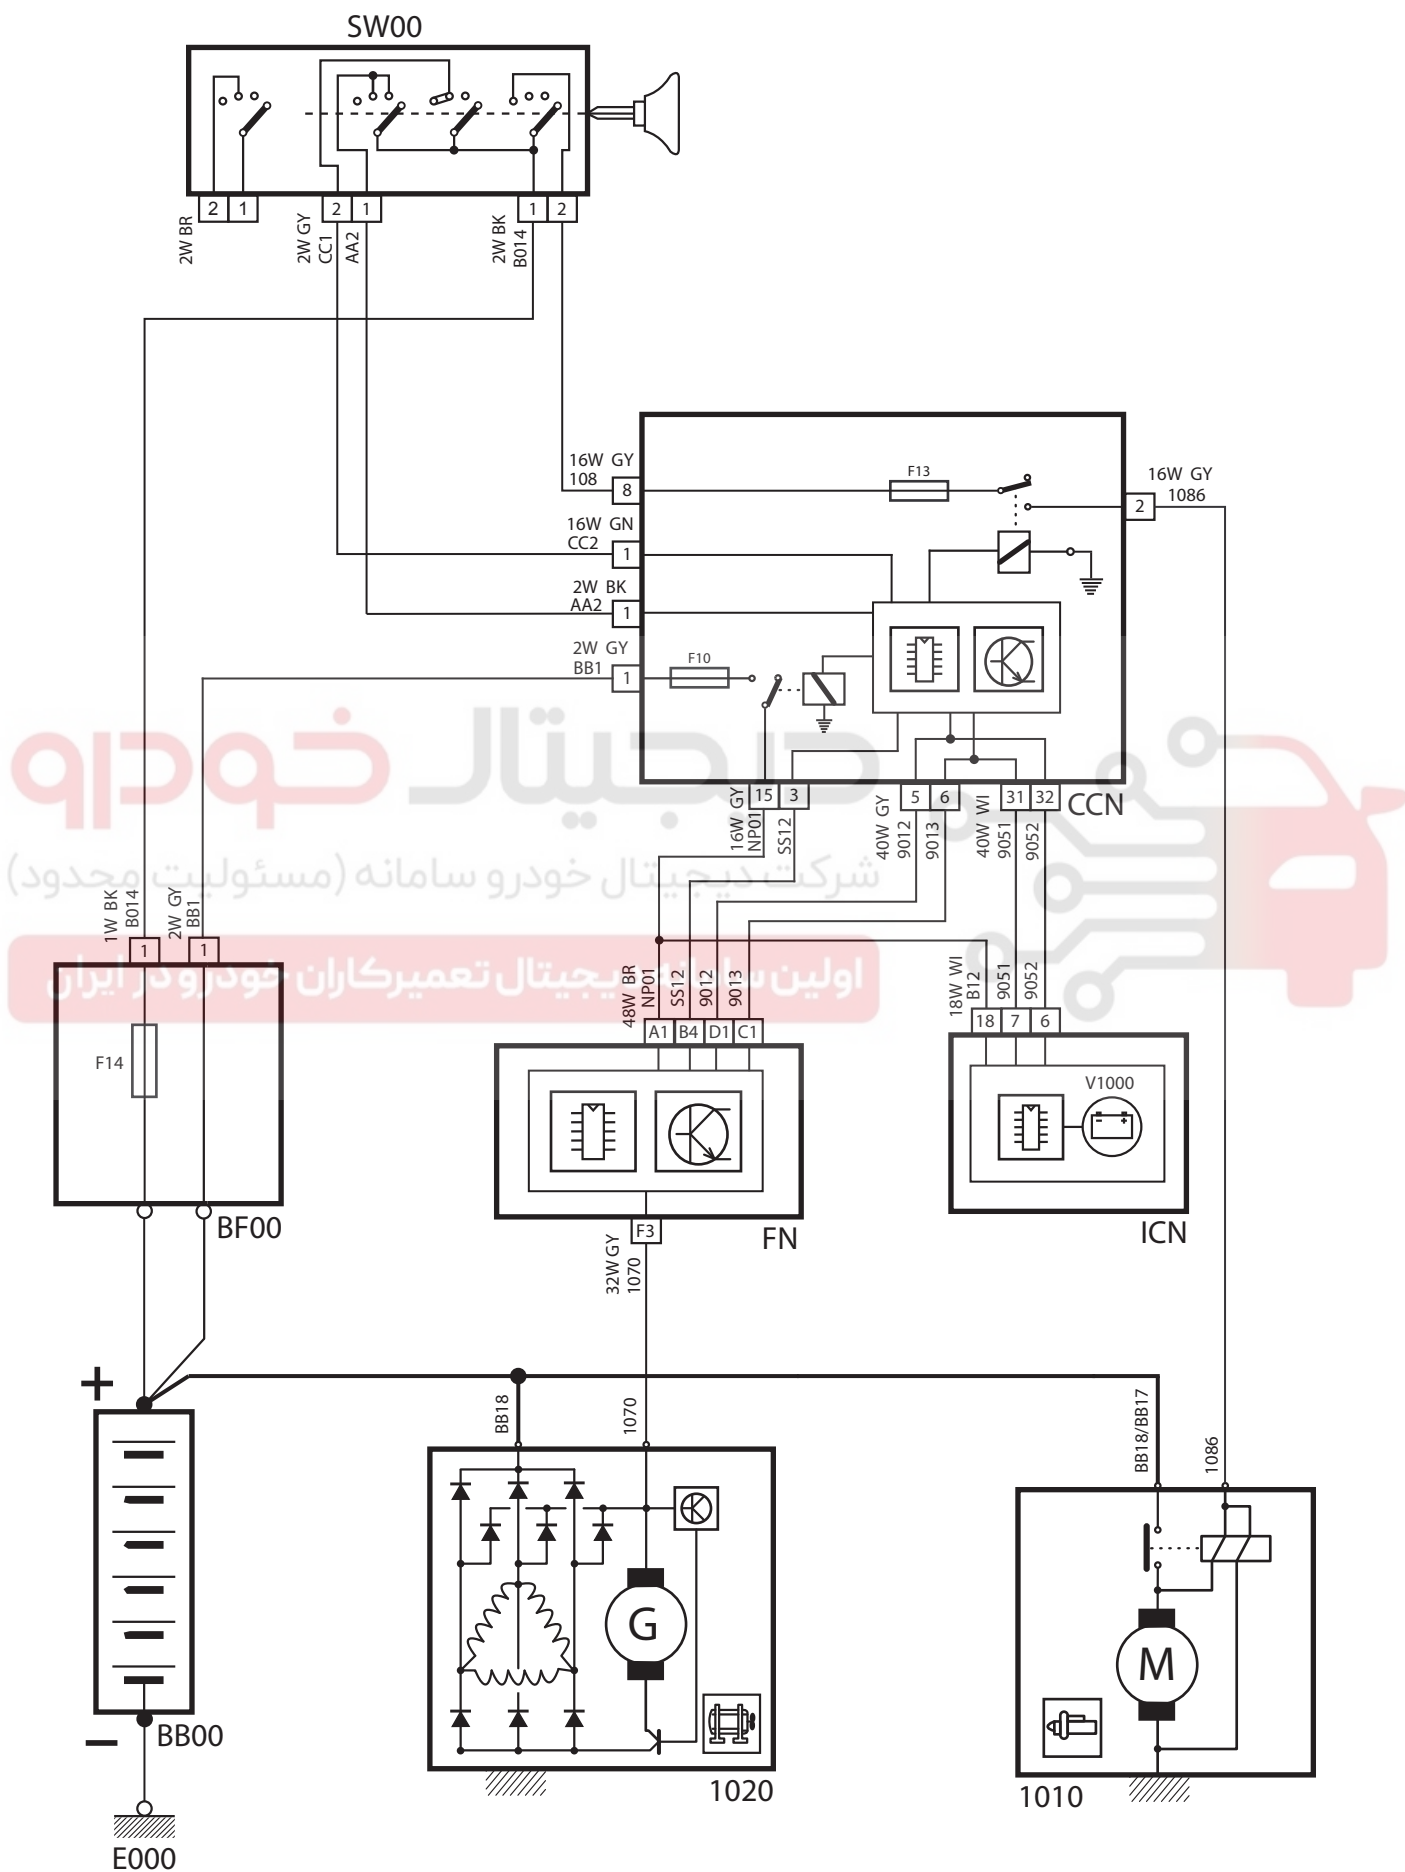 SW00
2 1 2 1 1 2
2W BR
2W GY
CC1
AA2
2W BK
B014
16W GY
108
8
F13
16W GY
1086
2
16W GN
CC2
1
2W BK
AA2
1
2W GY
BB1
1
F10
دیجیتال خودرو
15 3 5 6 31 32
CCN
16W GY
NP01
SS12
40W GY
9012
9013
40W WI
9051
9052
شرکت دیجیتال خودرو سامانه (مسئولیت محدود)
1W BK
B014
2W GY
BB1
1 1
اولین سامانه دیجیتال تعمیرکاران خودرو در ایران
48W BR
NP01
SS12
9012
9013
18W WI
B12
9051
9052
A1 B4 D1 C1
18 7 6
F14
V1000
- +
BF00
F3
FN
ICN
32W GY
1070
+
BB18
1070
BB18/BB17
1086
G
M
BB00
–
1020
1010
E000